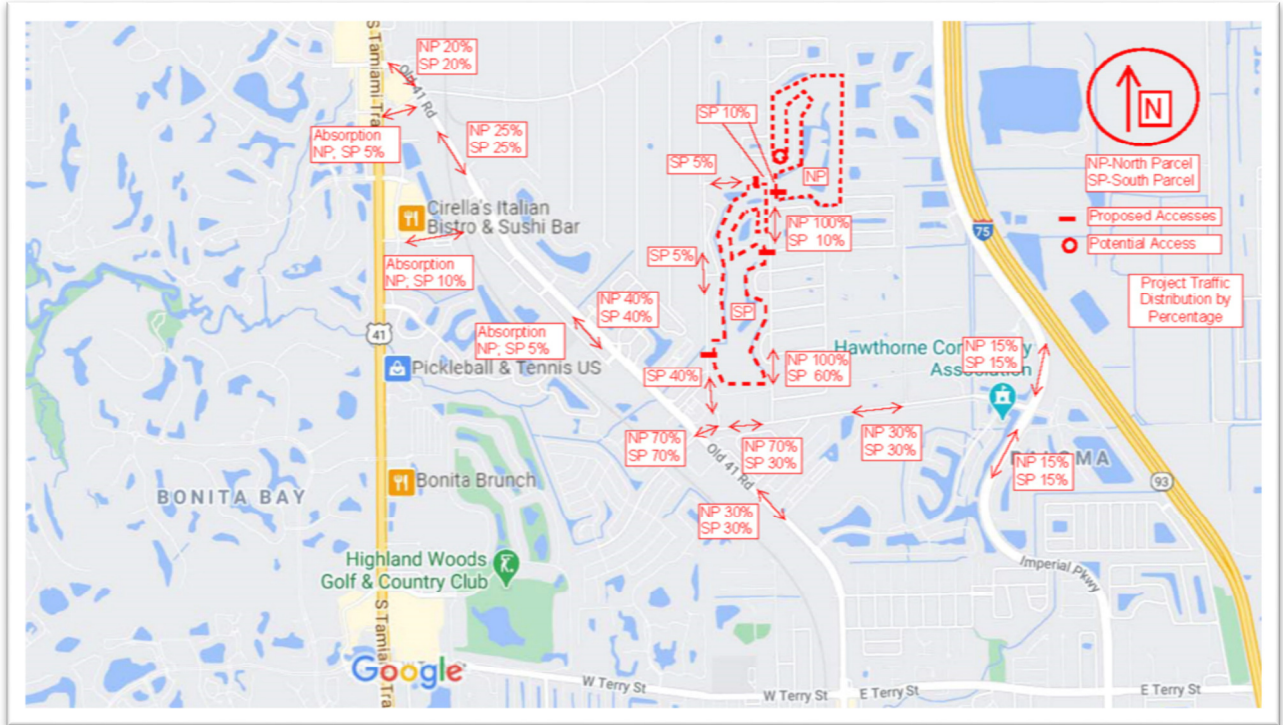 S Tamiami Tra
Old 41 Rd
NP 20%
SP 20%
Absorption
NP, SP 5%
NP 25%
SP 25%
SP 10%
SP 5%
NP
N
NP-North Parcel
SP-South Parcel
Proposed Accesses
Potential Access
75
Project Traffic
Distribution by
Percentage
Cirella's Italian
Bistro & Sushi Bar
Absorption
NP, SP 10%
NP 100%
SP 10%
SP 5%
SP
NP 40%
SP 40%
Absorption
NP, SP 5%
41
Pickleball & Tennis US
SP 40%
NP 100%
SP 60%
Hawthorne Com
y
Association
NP 15%
SP 15%
NP 70%
SP 70%
NP 70%
SP 30%
NP 30%
SP 30%
Old 41 Rd
NP 15%
SP 15%
OMA
93
BONITA BAY
Bonita Brunch
NP 30%
SP 30%
Highland Woods
Golf & Country Club
Imperial Pkwy
S Tamiami Tra
Google
W Terry St
W Terry St
E Terry St
E Terry St